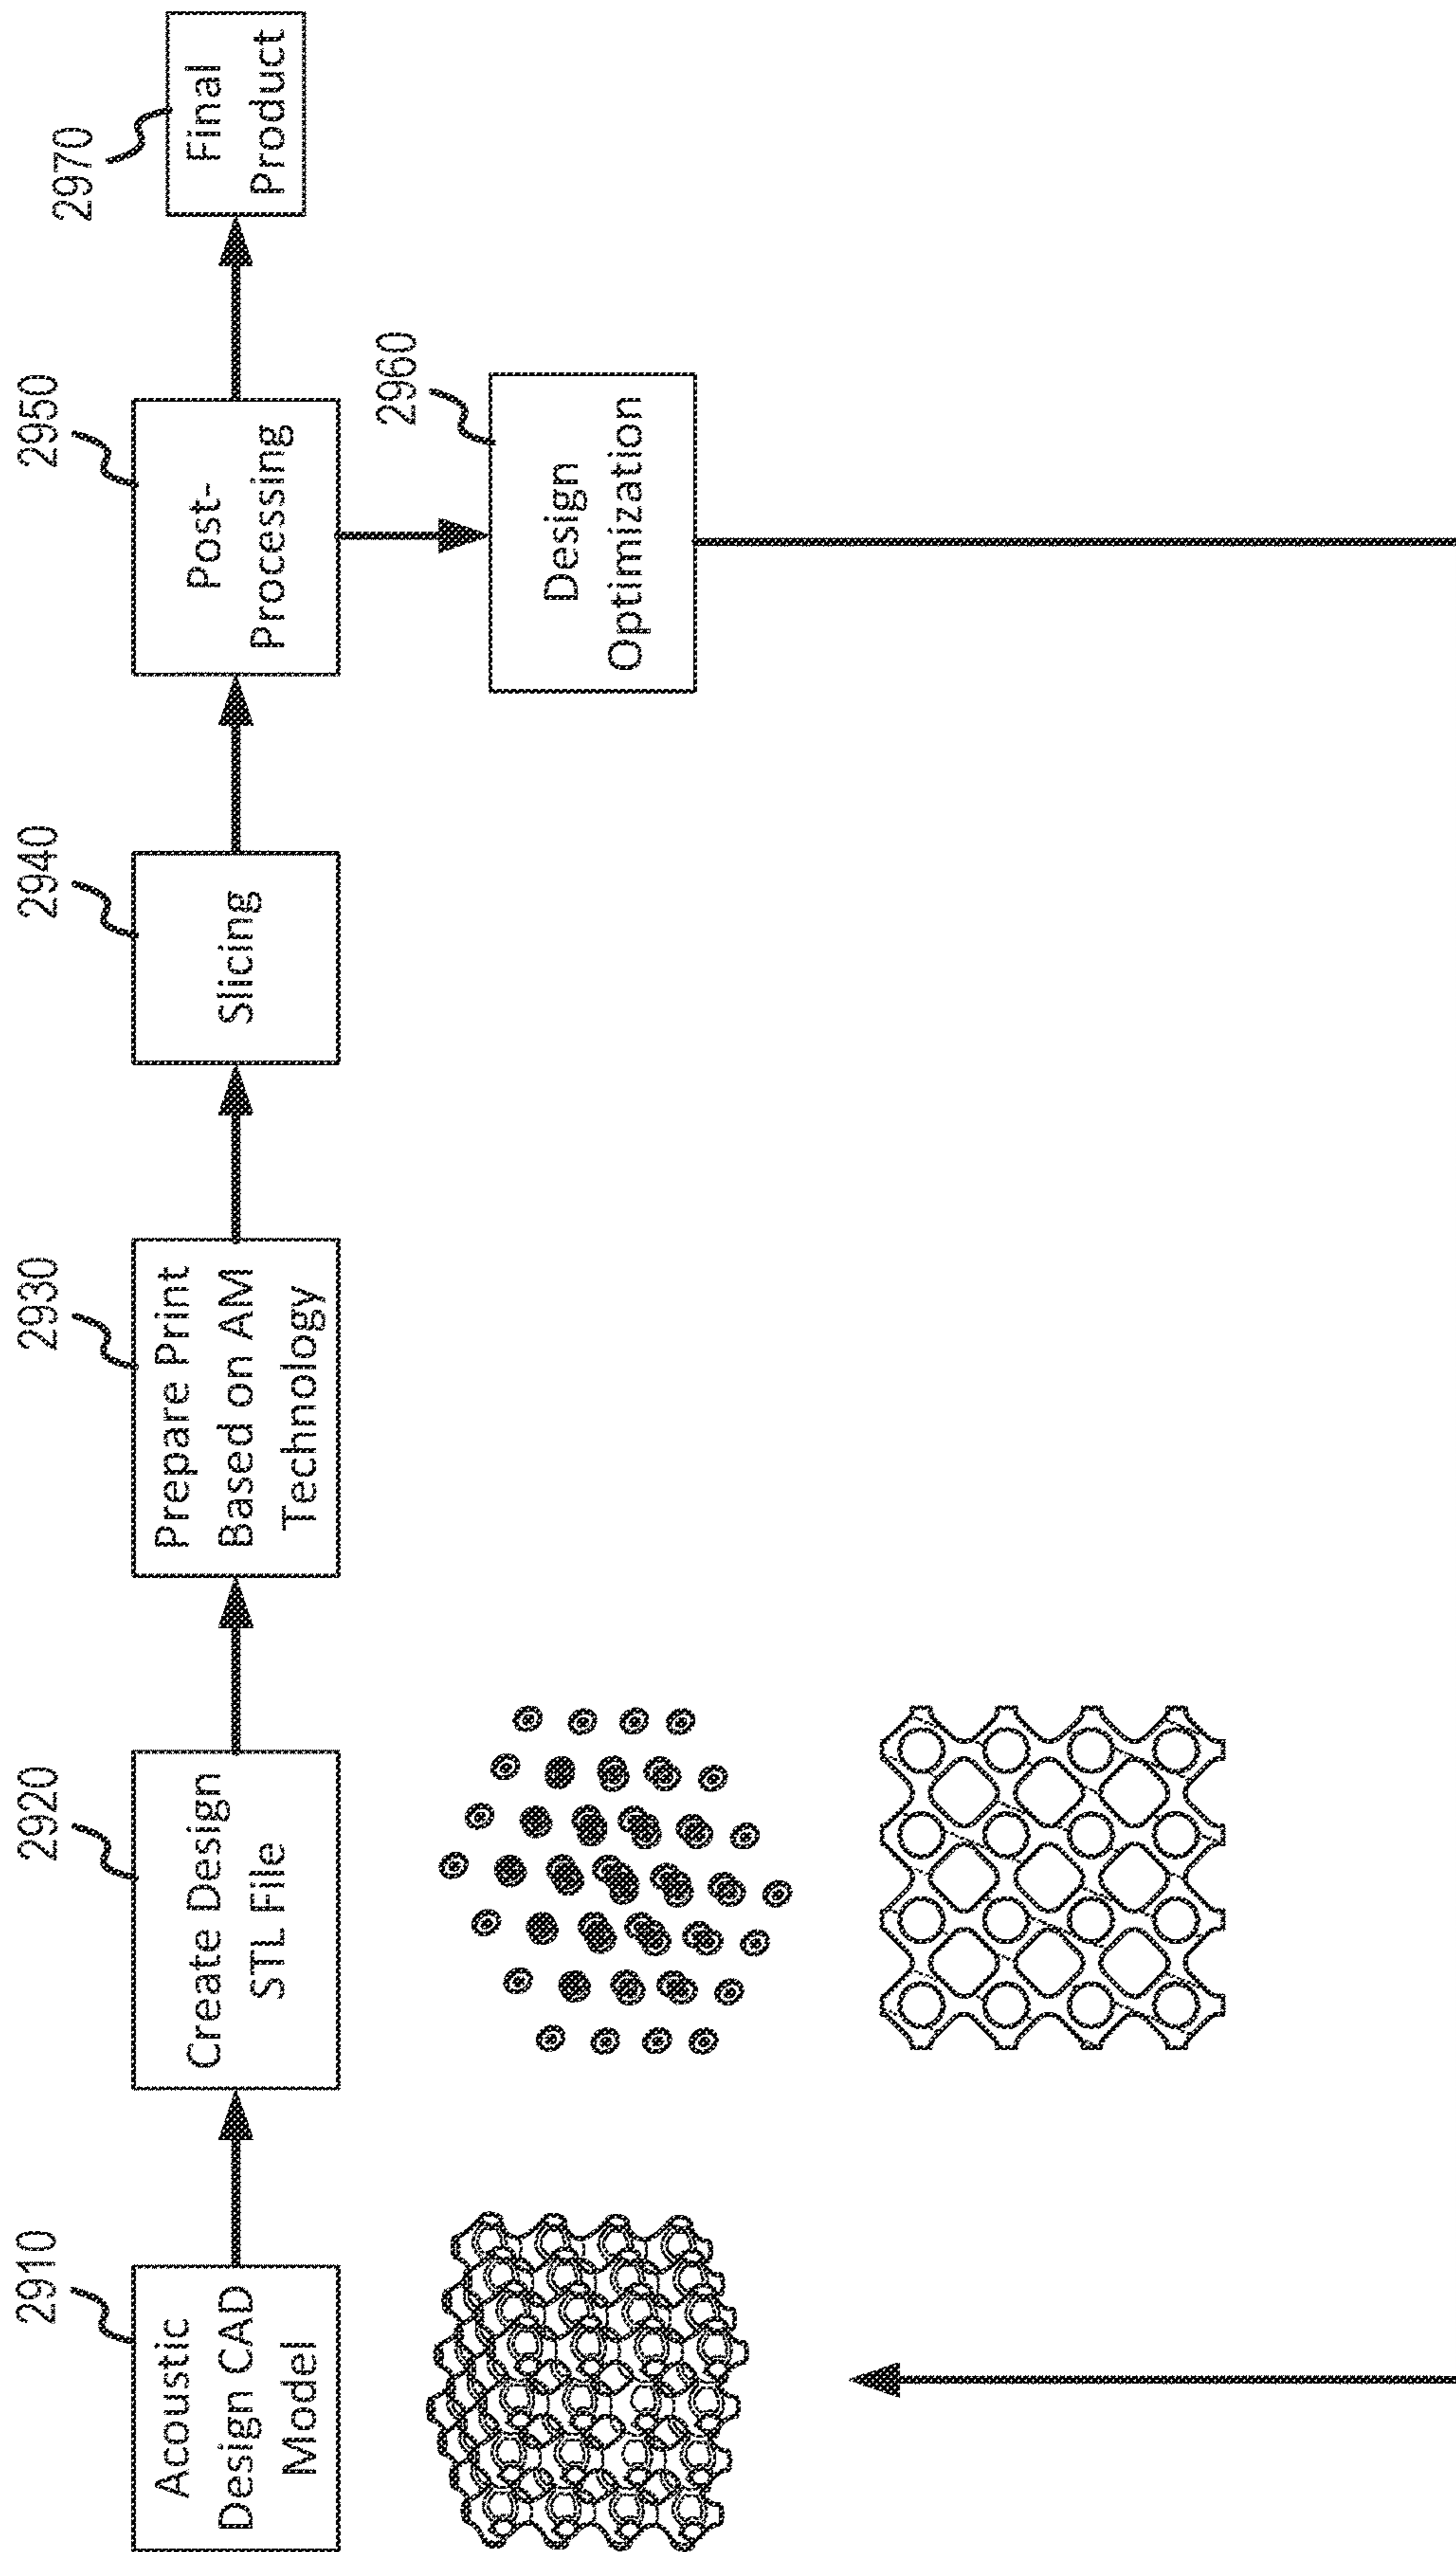 2910
Acoustic
Design CAD
Model
2920
Create Design
STL File
2930
Prepare Print
Based on AM
Technology
2940
Slicing
2950
Post-
Processing
2960
Design
Optimization
2970
Final
Product